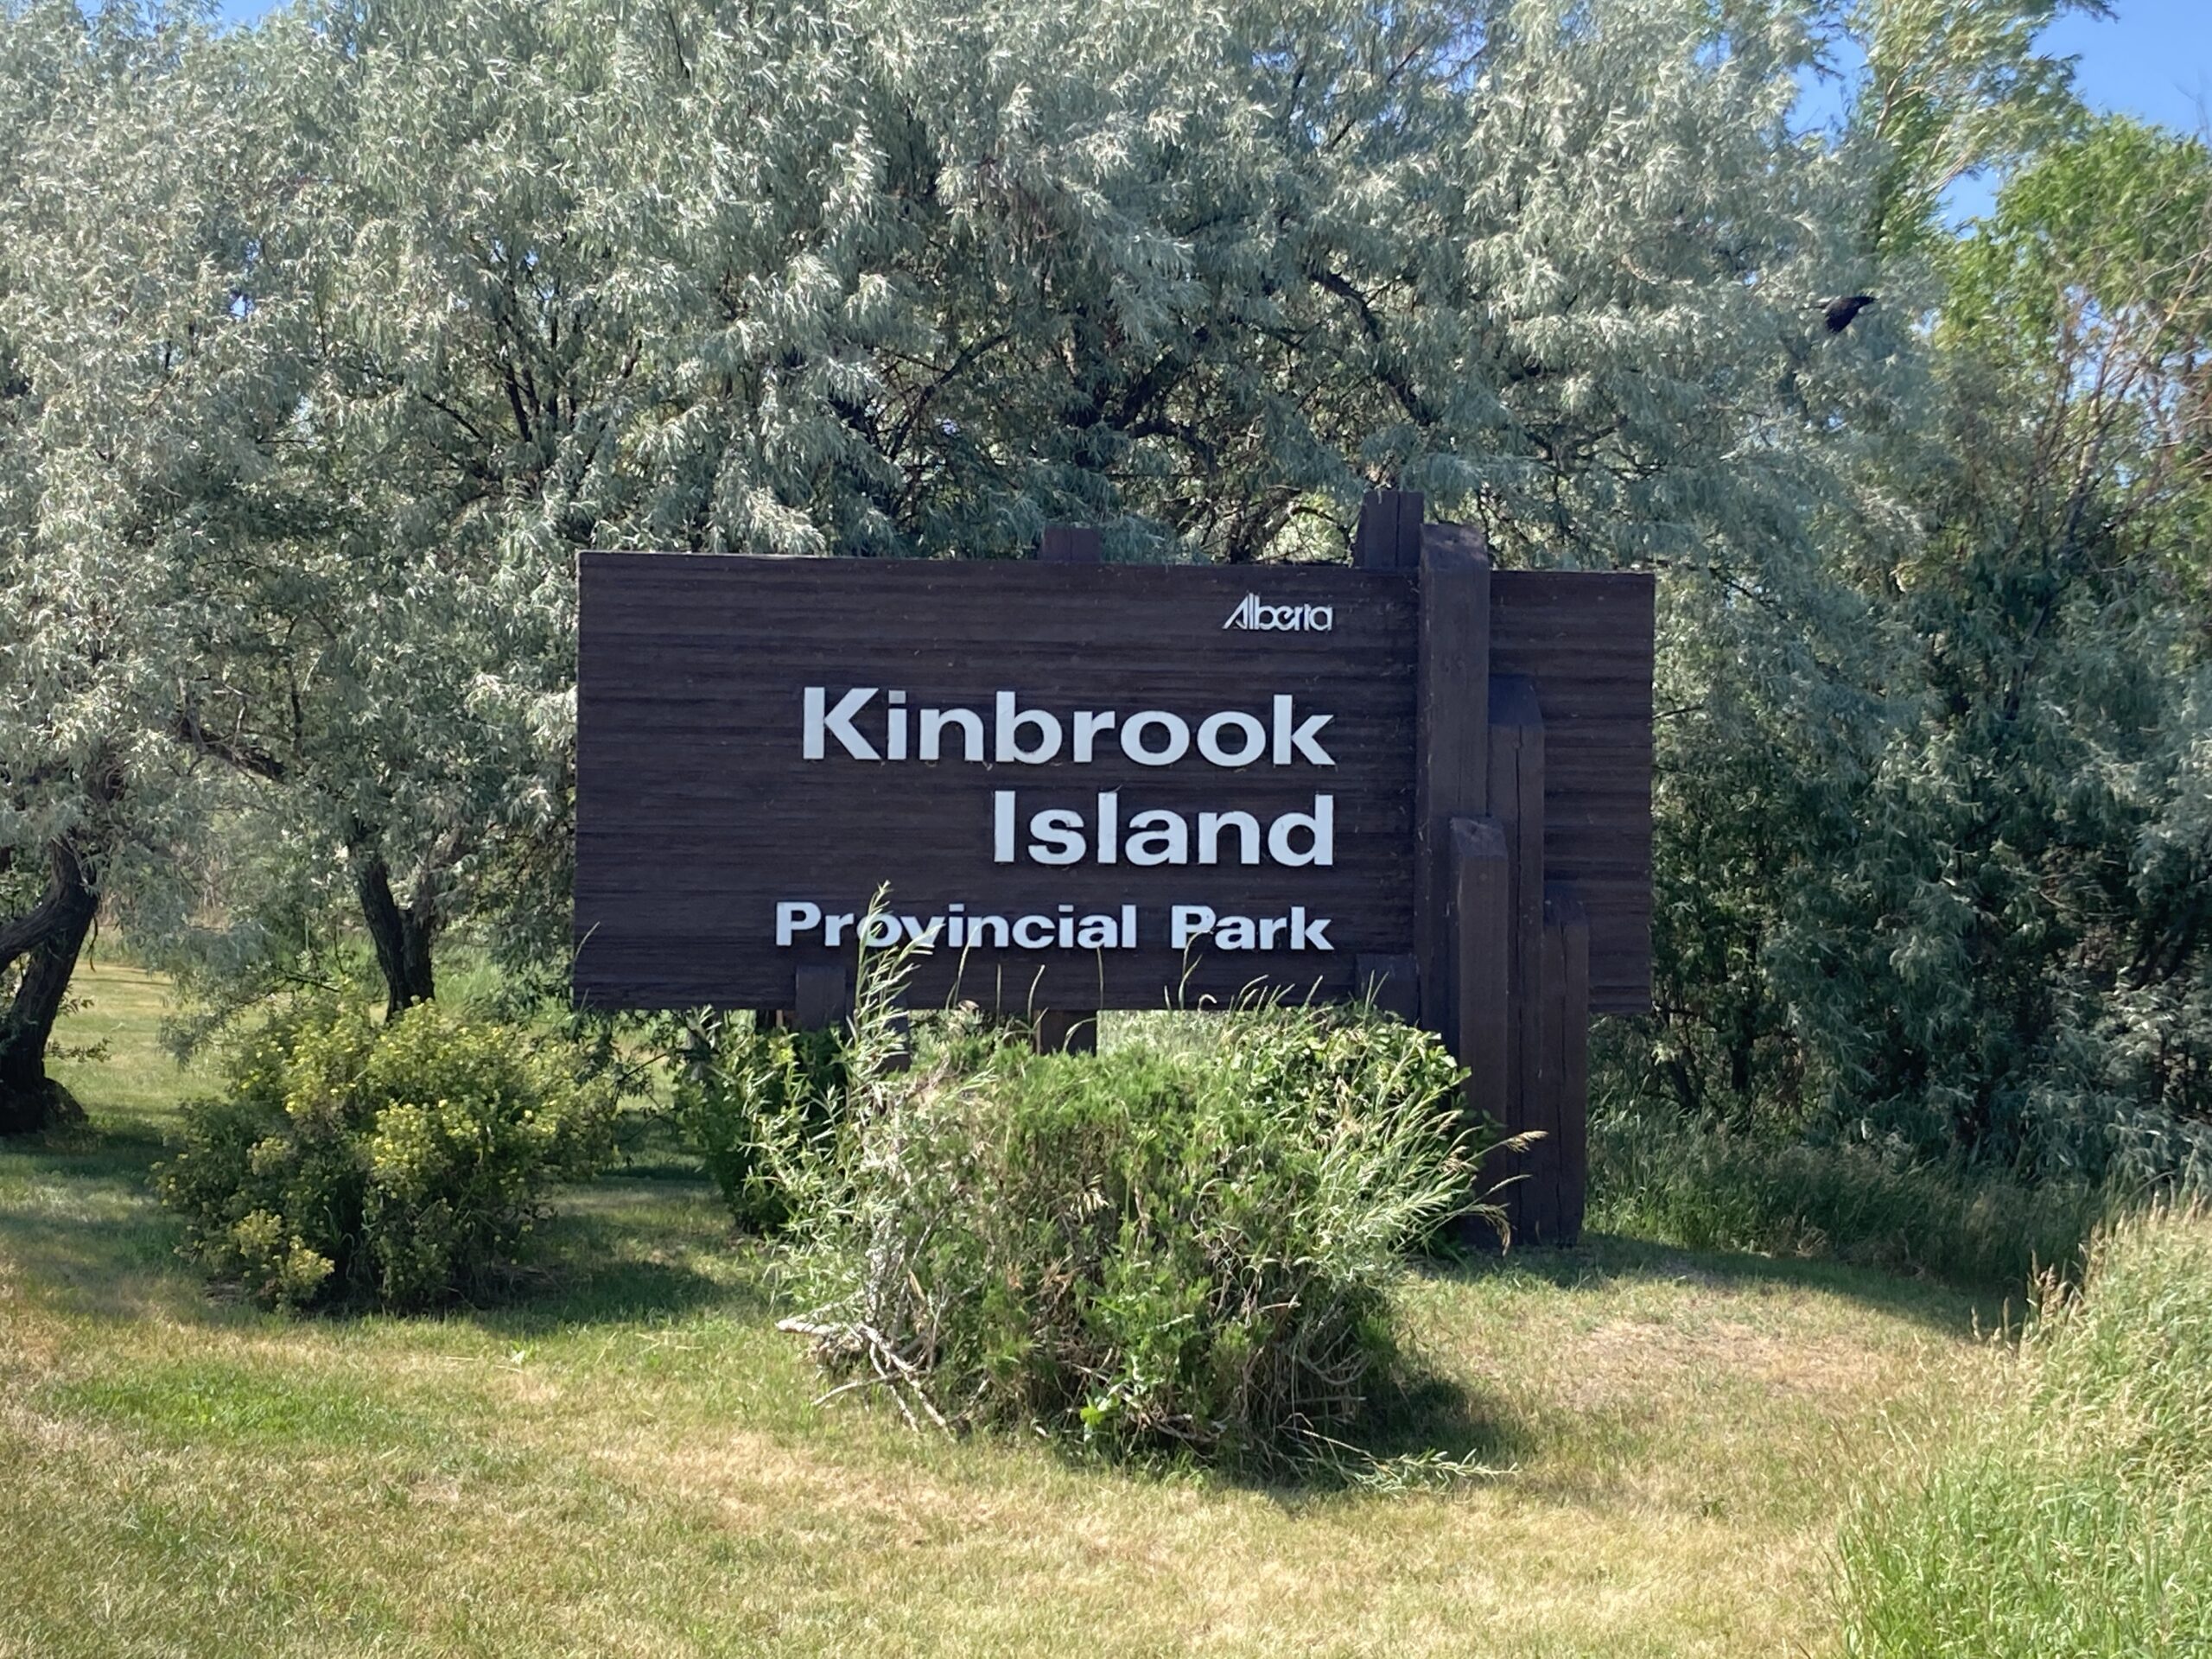 Alberta
Kinbrook
Island
Provincial Park